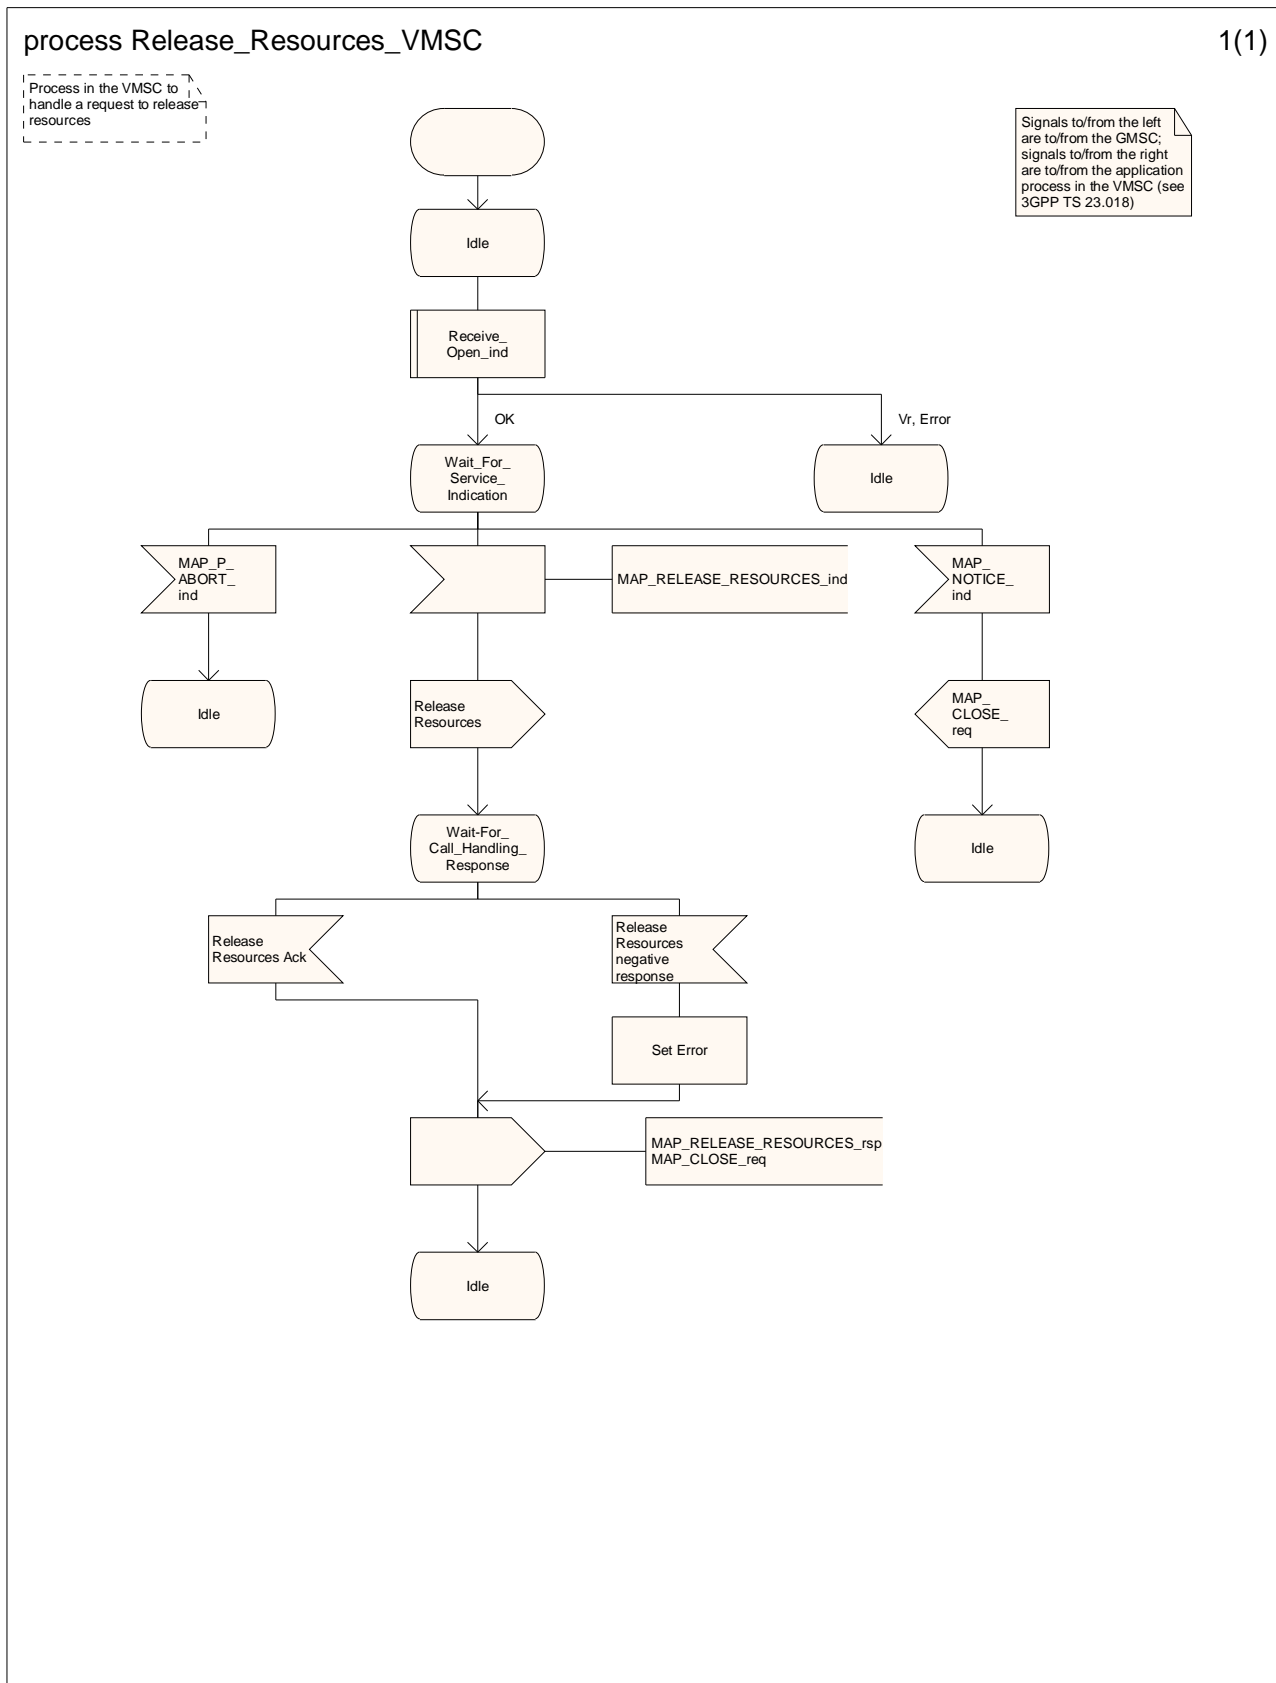 process Release_Resources_VMSC
1(1)
Process in the VMSC to
handle a request to release
resources
Signals to/from the left
are to/from the GMSC;
signals to/from the right
are to/from the application
process in the VMSC (see
3GPP TS 23.018)
Idle
Receive_
Open_ind
OK
Vr, Error
Wait_For_
Service_
Indication
Idle
MAP_P_
ABORT_
ind
MAP_RELEASE_RESOURCES_ind
MAP_
NOTICE_
ind
Idle
Release
Resources
MAP_
CLOSE_
req
Wait-For_
Call_Handling_
Response
Idle
Release
Resources Ack
Release
Resources
negative
response
Set Error
MAP_RELEASE_RESOURCES_rsp
MAP_CLOSE_req
Idle